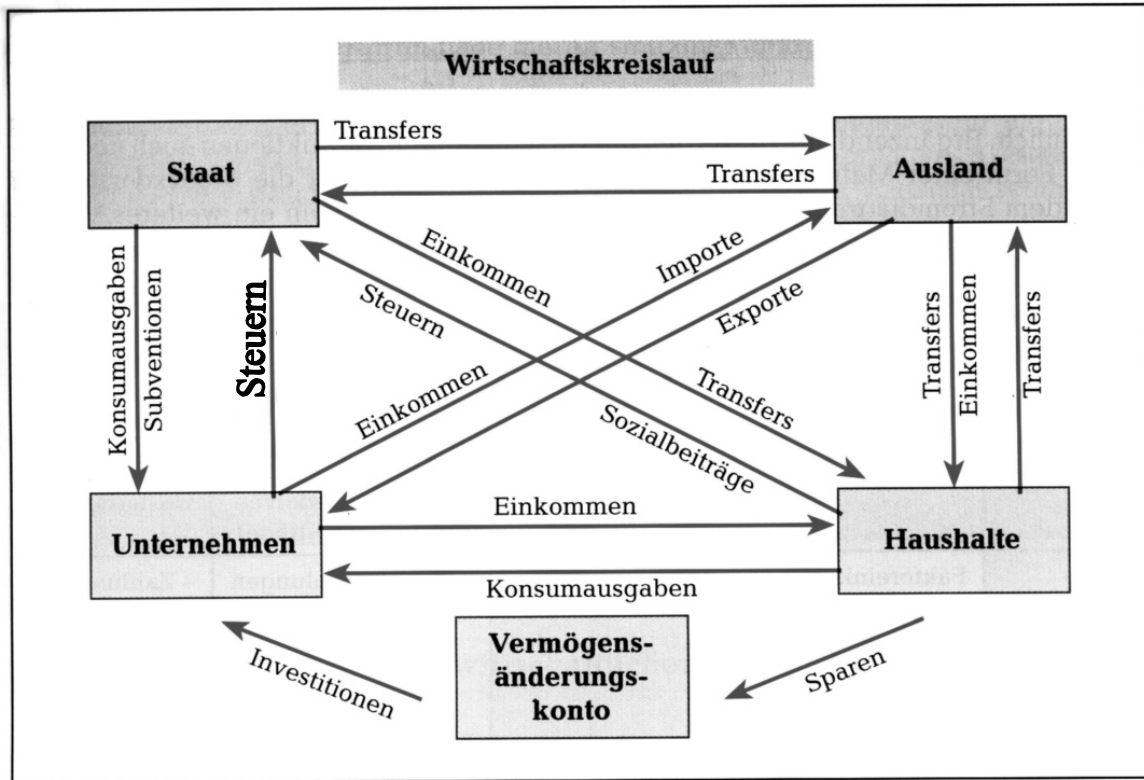 Wirtschaftskreislauf
Staat
Transfers
Transfers
Ausland
Konsumausgaben
Subventionen
Steuern
Einkommen
Steuern
Importe
Exporte
Transfers
Einkommen
Transfers
Einkommen
Transfers
Sozialbeiträge
Unternehmen
Einkommen
Konsumausgaben
Haushalte
Investitionen
Vermögens-
änderungs-
konto
Sparen